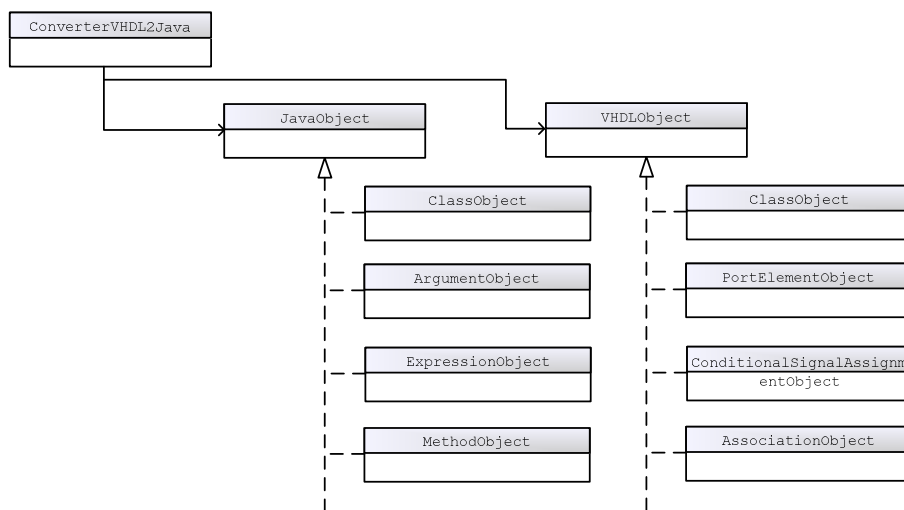 ConverterVHDL2Java
JavaObject
VHDLObject
ClassObject
ClassObject
ArgumentObject
PortElementObject
ExpressionObject
ConditionalSignalAssignm
entObject
MethodObject
AssociationObject